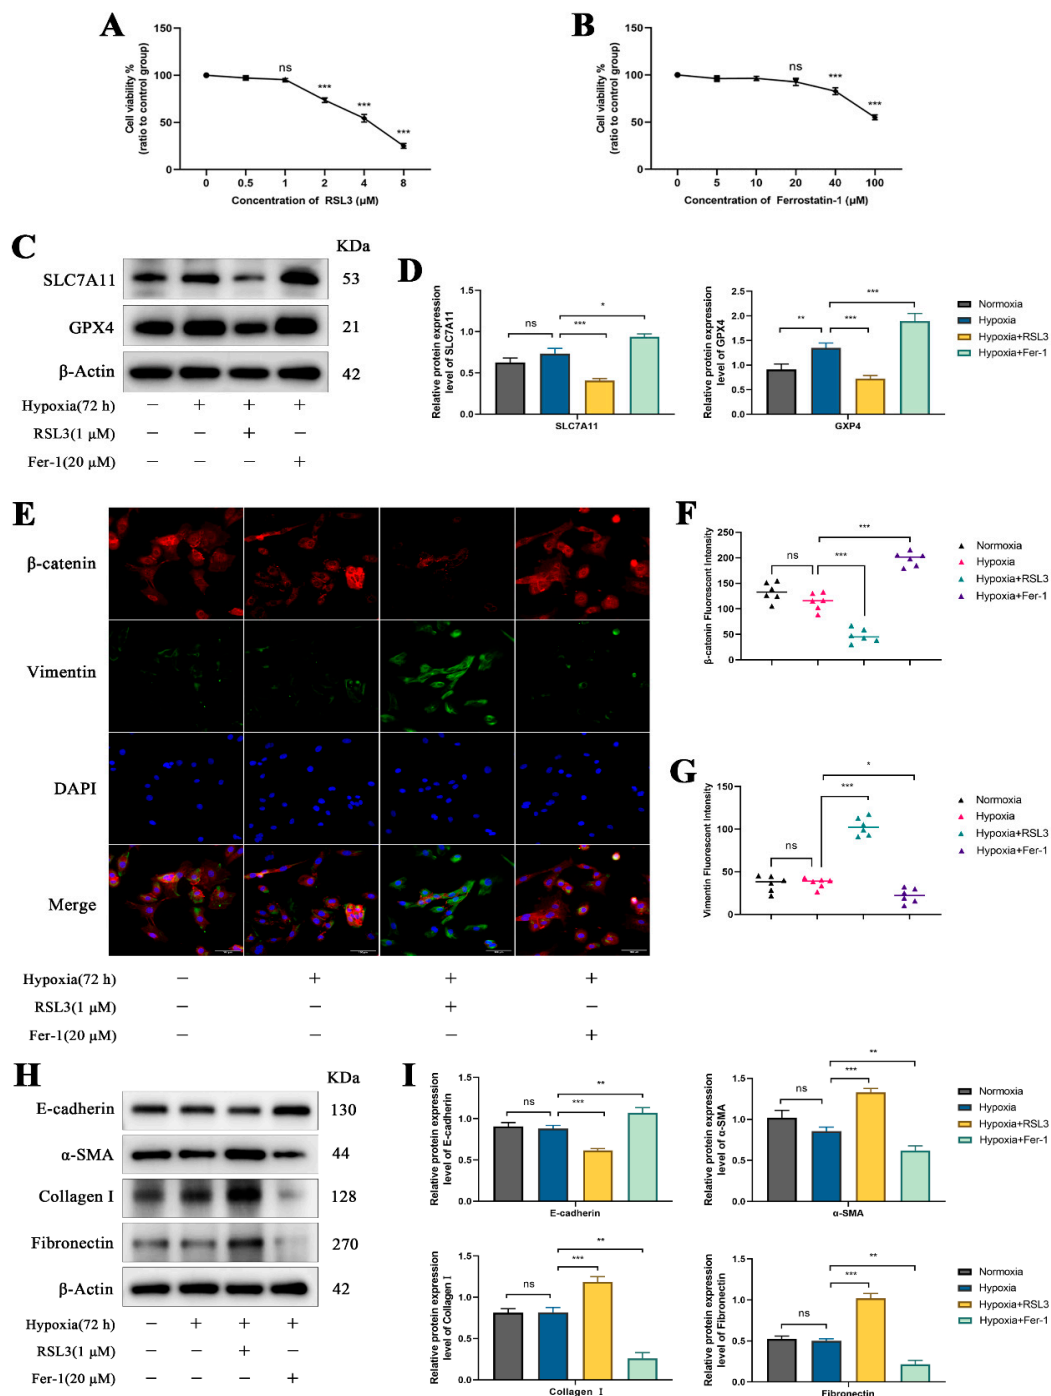 A
Cell viability %
(ratio to control group)
150
100
50
0
ns
***
***
***
0 0.5 1 2 4 8
Concentration of RSL3 (μM)
B
Cell viability %
(ratio to control group)
150
100
50
0
ns
***
***
0 5 10 20 40 100
Concentration of Ferrostatin-1 (μM)
C
KDa
SLC7A11 53
GPX4 21
β-Actin 42
Hypoxia(72 h) − + + +
RSL3(1 μM) − − + −
Fer-1(20 μM) − − − +
D
Relative protein expression
level of SLC7A11
1.5
1.0
0.5
0.0
ns
***
*
SLC7A11
Relative protein expression
level of GPX4
2.5
2.0
1.5
1.0
0.5
0.0
**
***
***
GXP4
Normoxia
Hypoxia
Hypoxia+RSL3
Hypoxia+Fer-1
E
β-catenin
Vimentin
DAPI
Merge
Hypoxia(72 h) − + + +
RSL3(1 μM) − − + −
Fer-1(20 μM) − − − +
F
β-catenin Fluorescent Intensity
250
200
150
100
50
0
ns
***
***
Normoxia
Hypoxia
Hypoxia+RSL3
Hypoxia+Fer-1
G
Vimentin Fluorescent Intensity
150
100
50
0
ns
***
*
Normoxia
Hypoxia
Hypoxia+RSL3
Hypoxia+Fer-1
H
KDa
E-cadherin 130
α-SMA 44
Collagen I 128
Fibronectin 270
β-Actin 42
Hypoxia(72 h) − + + +
RSL3(1 μM) − − + −
Fer-1(20 μM) − − − +
I
Relative protein expression
level of E-cadherin
1.5
1.0
0.5
0.0
ns
***
**
E-cadherin
Relative protein expression
level of α-SMA
1.5
1.0
0.5
0.0
ns
***
**
α-SMA
Normoxia
Hypoxia
Hypoxia+RSL3
Hypoxia+Fer-1
Relative protein expression
level of Collagen Ⅰ
1.5
1.0
0.5
0.0
ns
***
**
Collagen Ⅰ
Relative protein expression
level of Fibronectin
1.5
1.0
0.5
0.0
ns
***
**
Fibronectin
Normoxia
Hypoxia
Hypoxia+RSL3
Hypoxia+Fer-1